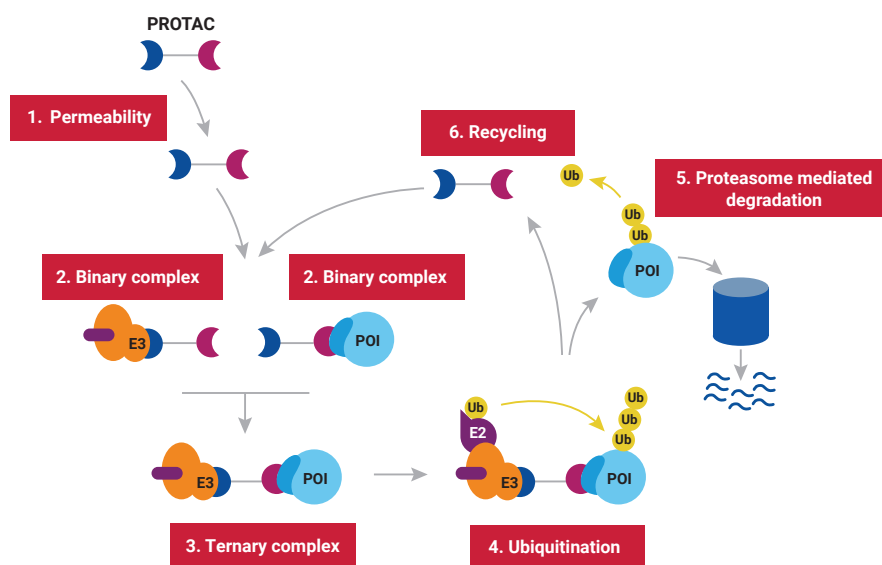 PROTAC
1. Permeability
6. Recycling
Ub
5. Proteasome mediated
degradation
Ub
Ub
POI
2. Binary complex
2. Binary complex
E3
POI
Ub
E2
Ub
Ub
Ub
E3
POI
E3
POI
3. Ternary complex
4. Ubiquitination